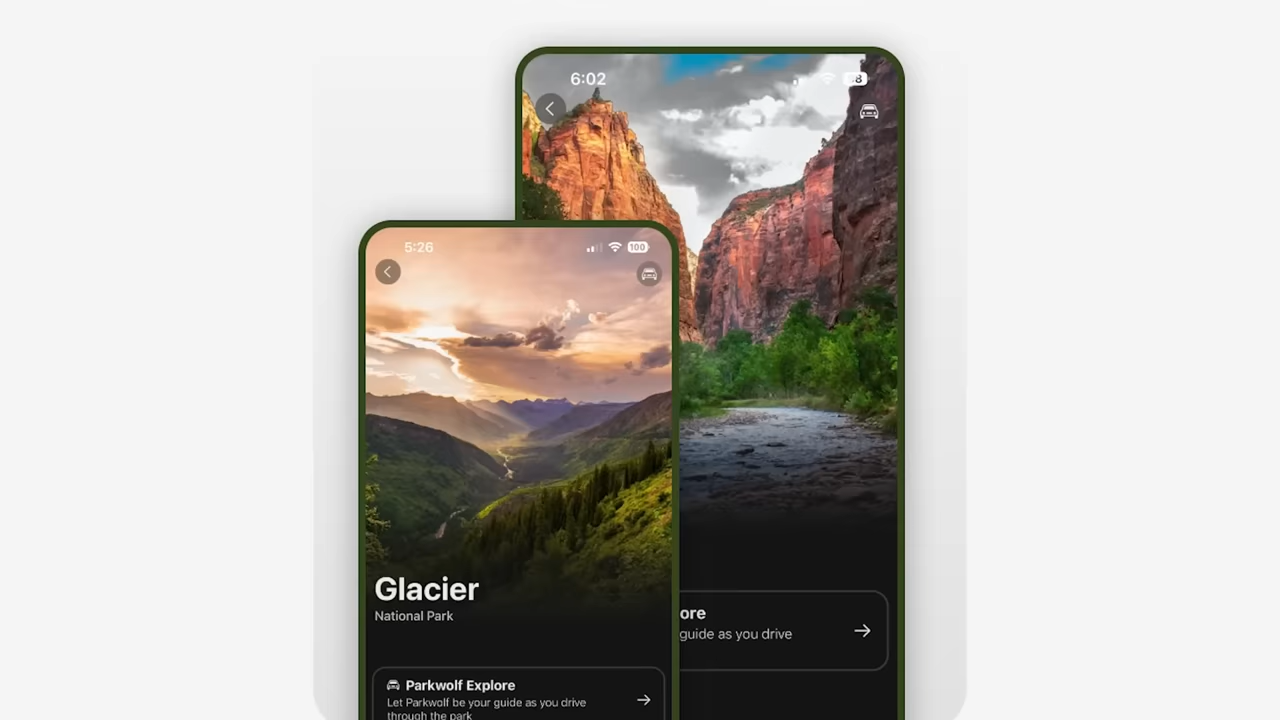 6:02
5:26
100
Glacier
National Park
guide as you drive
Parkwolf Explore
Let Parkwolf be your guide as you drive
through the park